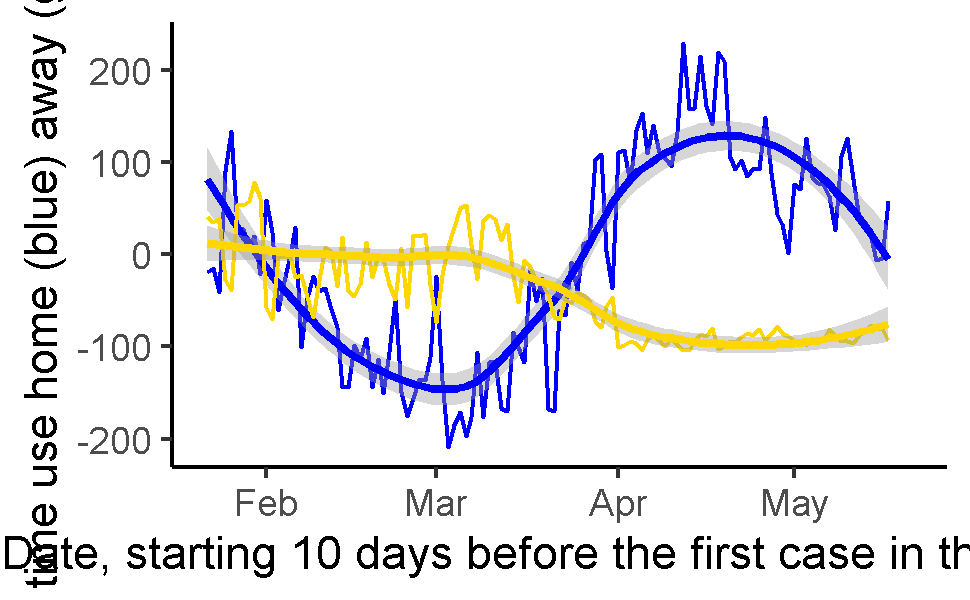 time use home (blue) away (
200
100
0
-100
-200
Feb
Mar
Apr
May
Date, starting 10 days before the first case in